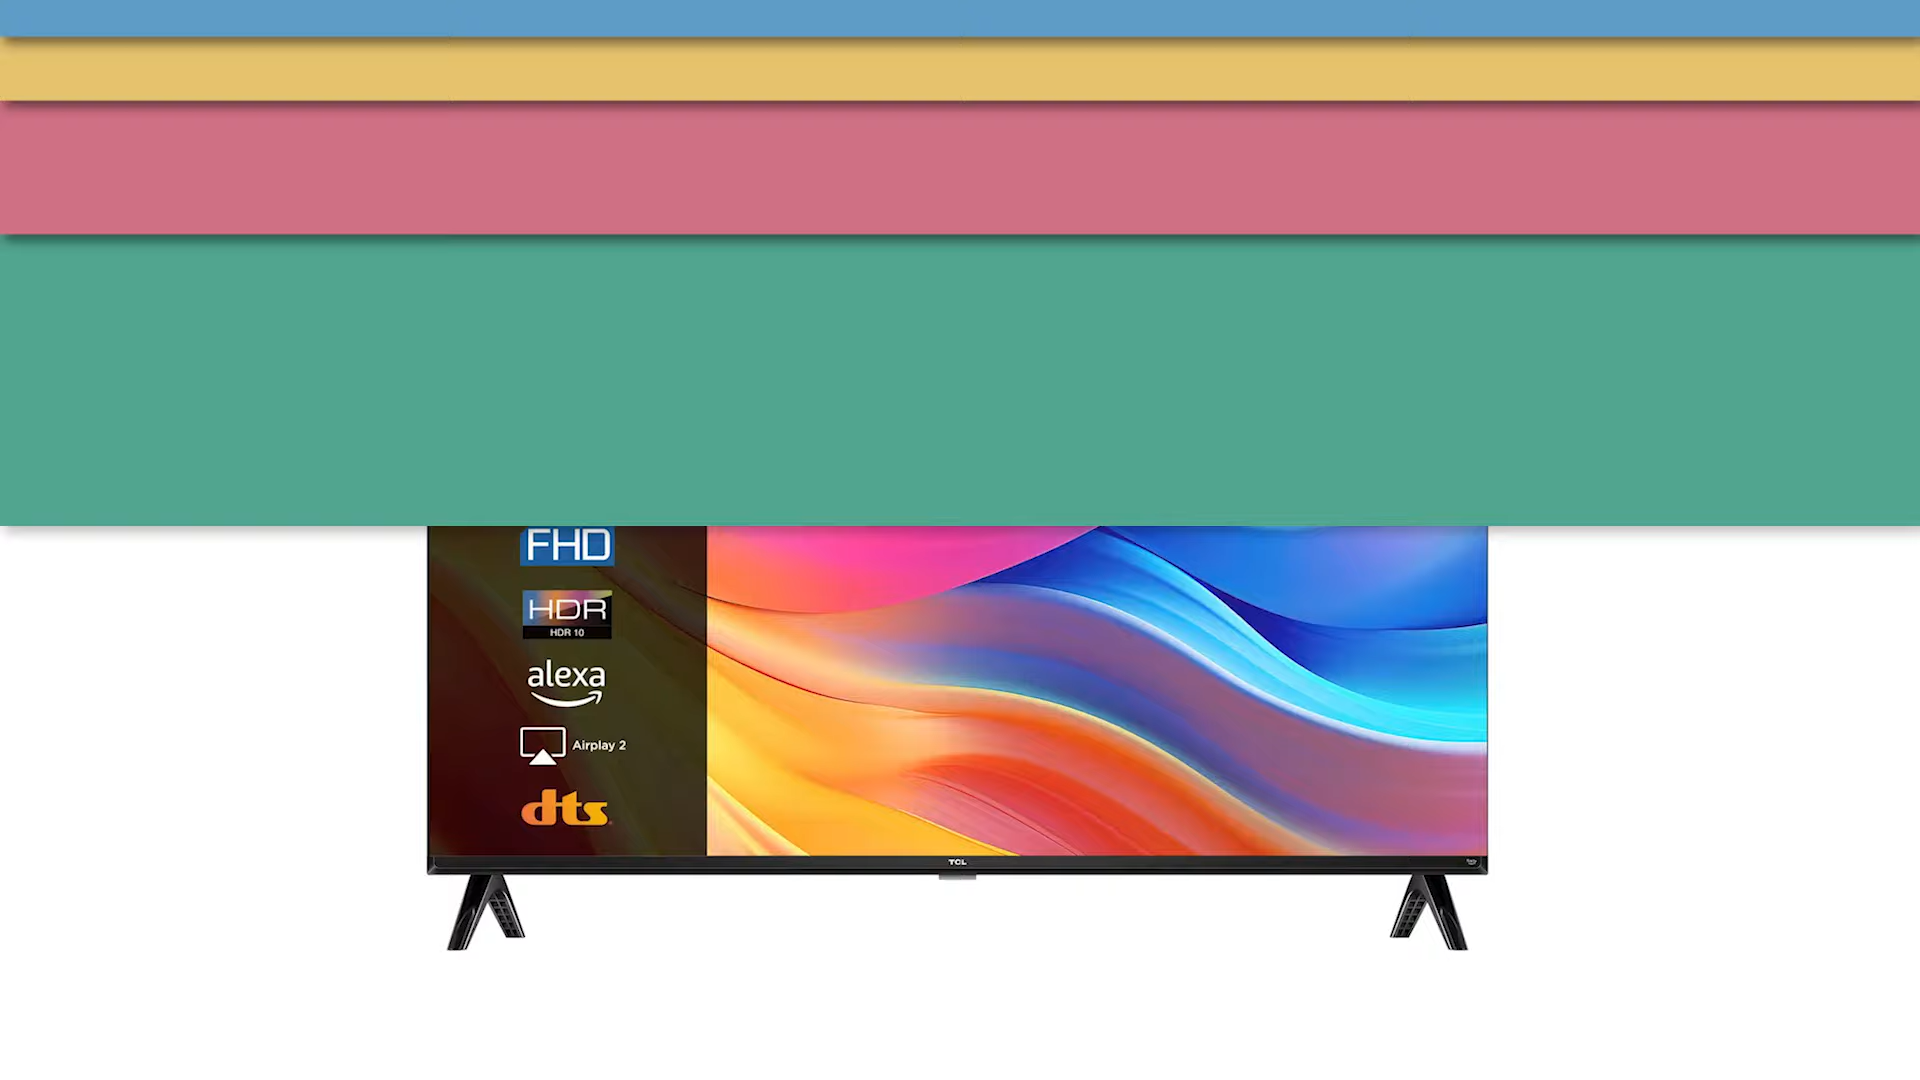 FHD
HDR
HDR 10
alexa
Airplay 2
dts
TCL